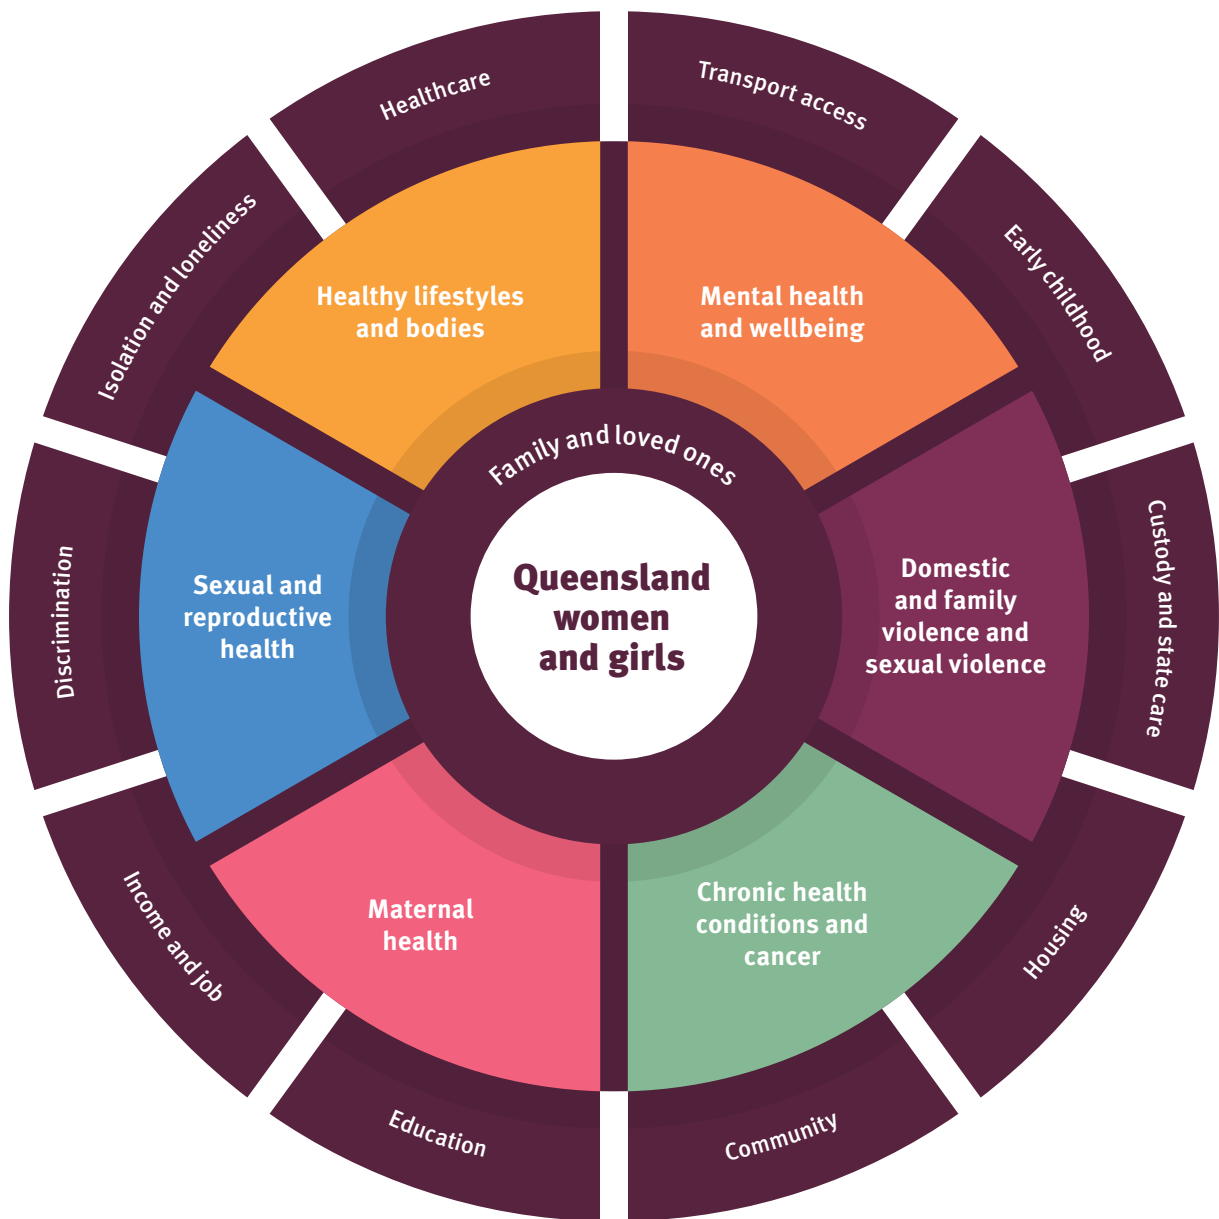 Healthcare
Transport access
Early childhood
Custody and state care
Housing
Community
Education
Income and job
Discrimination
Isolation and loneliness
Healthy lifestyles
and bodies
Mental health
and wellbeing
Domestic
and family
violence and
sexual violence
Chronic health
conditions and
cancer
Maternal
health
Sexual and
reproductive
health
Family and loved ones
Queensland
women
and girls